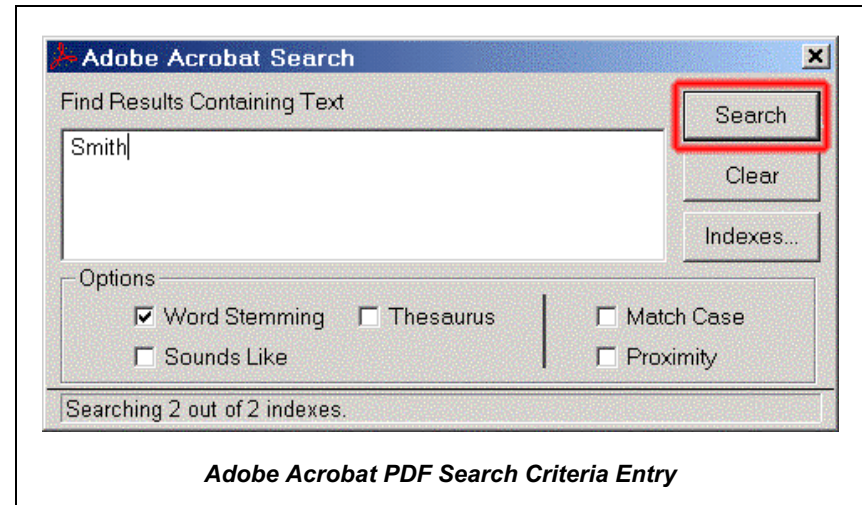 Adobe Acrobat Search
Find Results Containing Text
Smith
Search
Clear
Indexes...
Options
Word Stemming Thesaurus Match Case
Sounds Like Proximity
Searching 2 out of 2 indexes.
Adobe Acrobat PDF Search Criteria Entry